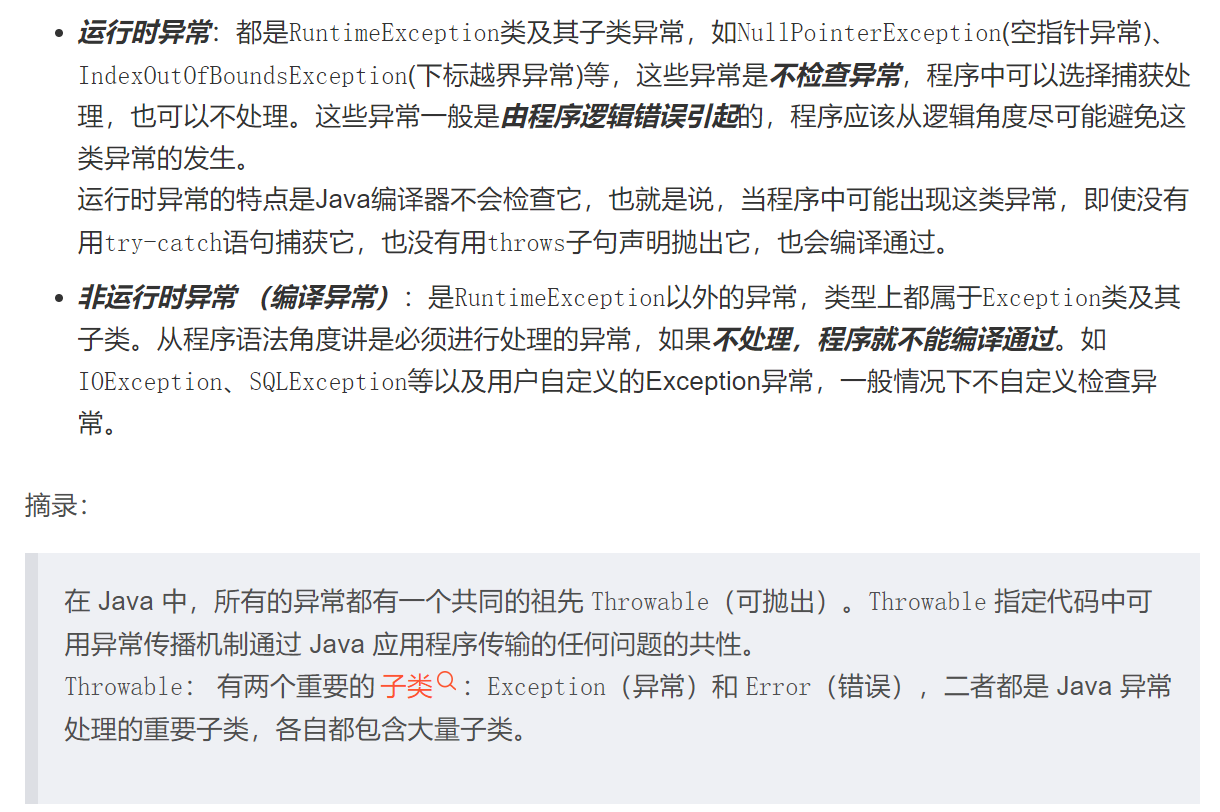 运行时异常：都是RuntimeException类及其子类异常，如NullPointerException(空指针异常)、
IndexOutOfBoundsException(下标越界异常)等，这些异常是不检查异常，程序中可以选择捕获处
理，也可以不处理。这些异常一般是由程序逻辑错误引起的，程序应该从逻辑角度尽可能避免这
类异常的发生。
运行时异常的特点是Java编译器不会检查它，也就是说，当程序中可能出现这类异常，即使没有
用try-catch语句捕获它，也没有用throws子句声明抛出它，也会编译通过。
非运行时异常 （编译异常）：是RuntimeException以外的异常，类型上都属于Exception类及其
子类。从程序语法角度讲是必须进行处理的异常，如果不处理，程序就不能编译通过。如
IOException、SQLException等以及用户自定义的Exception异常，一般情况下不自定义检查异
常。
摘录：
在 Java 中，所有的异常都有一个共同的祖先 Throwable（可抛出）。Throwable 指定代码中可
用异常传播机制通过 Java 应用程序传输的任何问题的共性。
Throwable： 有两个重要的子类：Exception（异常）和 Error（错误），二者都是 Java 异常
处理的重要子类，各自都包含大量子类。